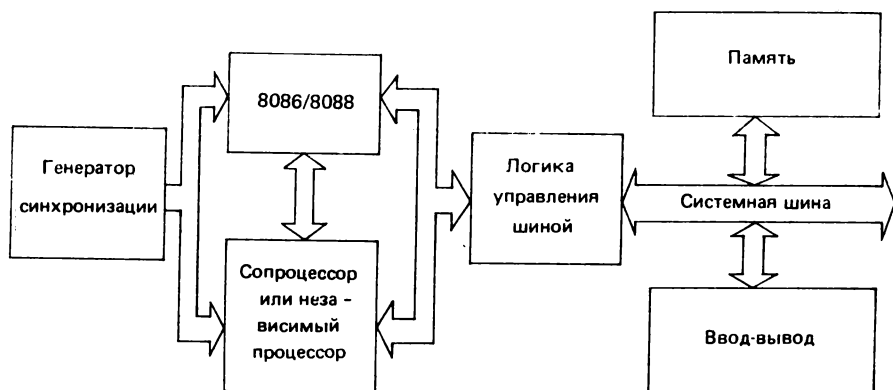 Генератор
синхронизации
8086/8088
Сопроцессор
или неза -
висимый
процессор
Логика
управления
шиной
Память
Системная шина
Ввод-вывод